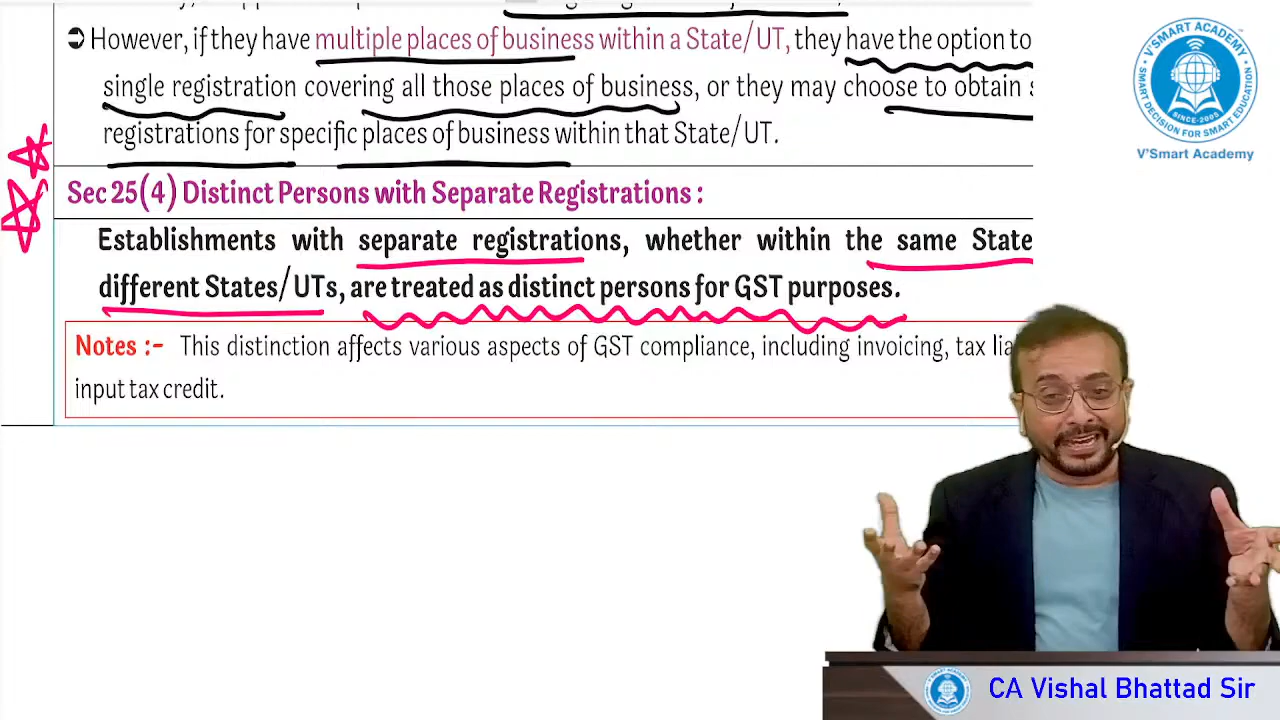 ➲ However, if they have multiple places of business within a State/UT, they have the option to
single registration covering all those places of business, or they may choose to obtain
registrations for specific places of business within that State/UT.
Sec 25(4) Distinct Persons with Separate Registrations :
Establishments with separate registrations, whether within the same State
different States/UTs, are treated as distinct persons for GST purposes.
Notes :- This distinction affects various aspects of GST compliance, including invoicing, tax
input tax credit.
V'SMART ACADEMY
SMART DECISION FOR SMART EDUCATION
SINCE-2005
V'Smart Academy
CA Vishal Bhattad Sir